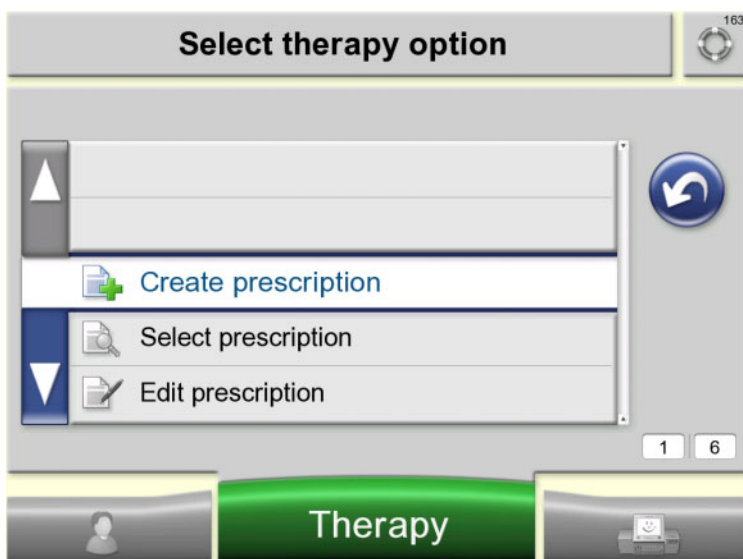 Select therapy option
163
Create prescription
Select prescription
Edit prescription
1 6
Therapy